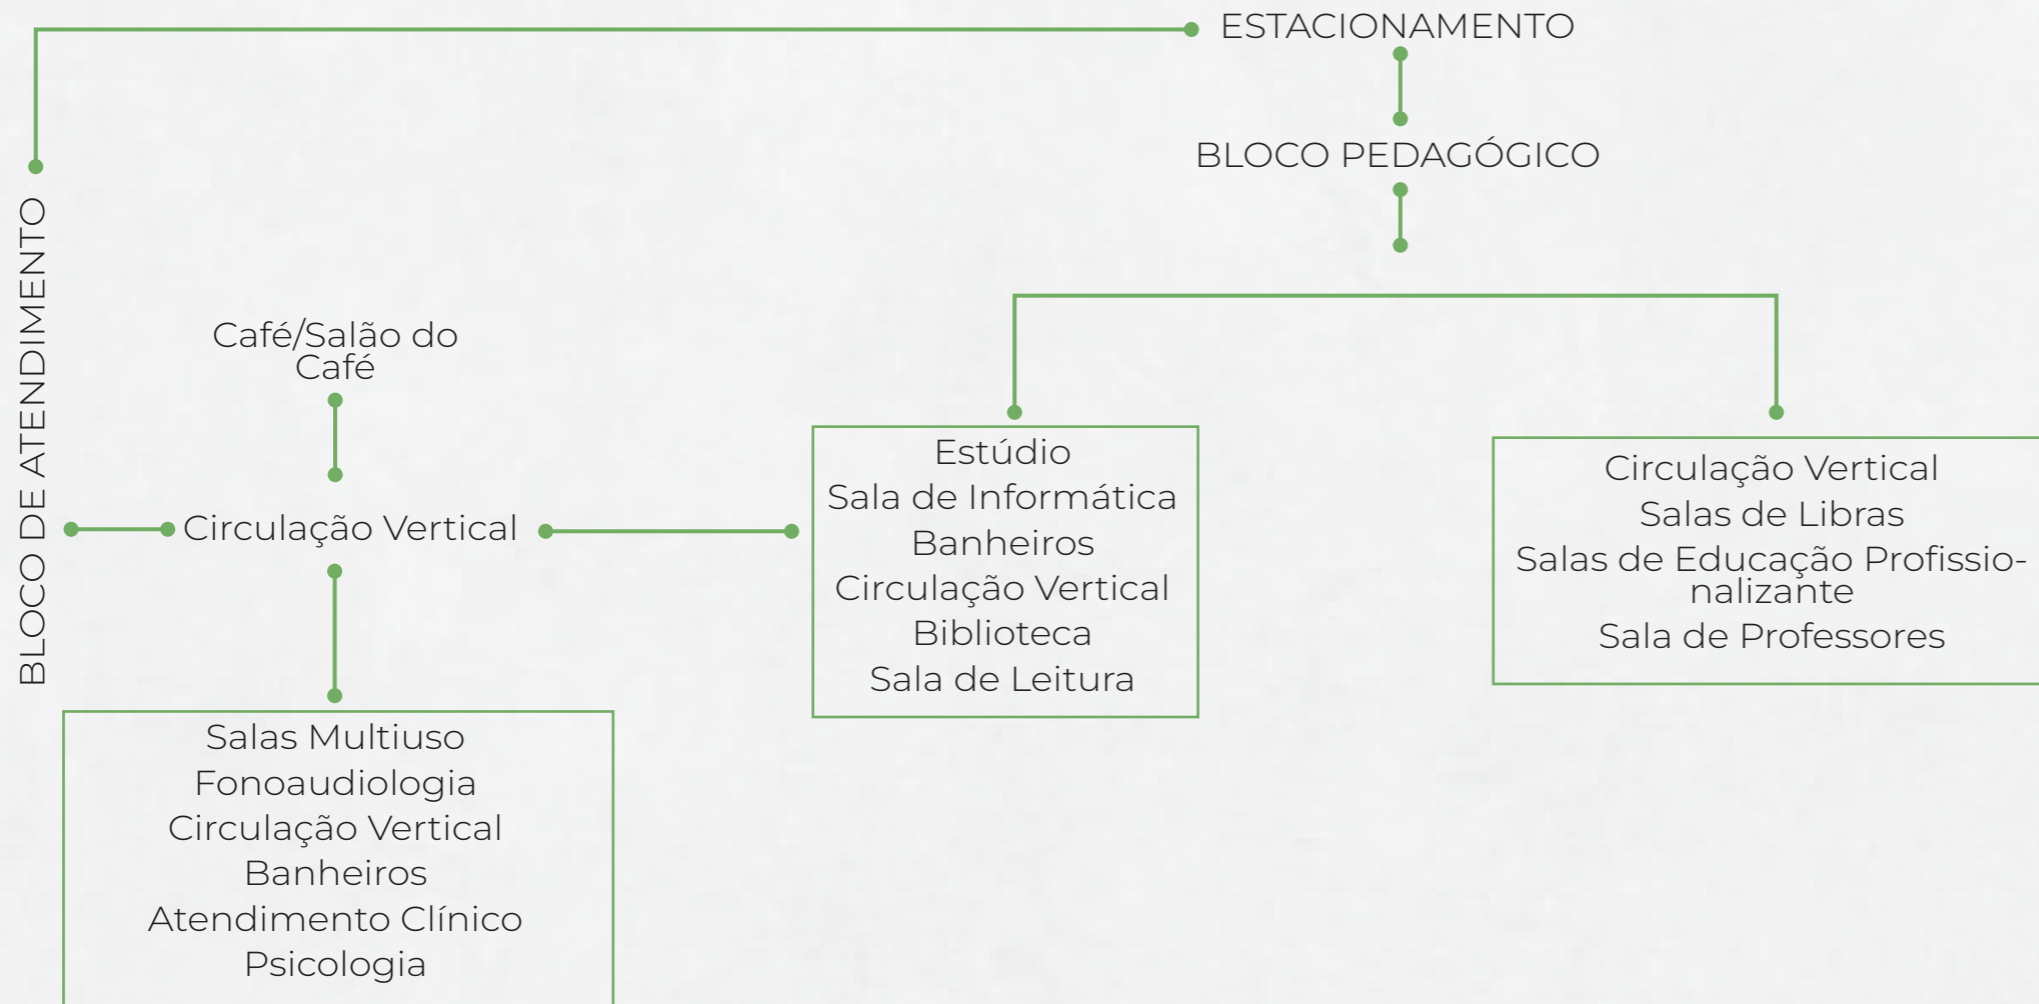 ESTACIONAMENTO
BLOCO PEDAGÓGICO
BLOCO DE ATENDIMENTO
Café/Salão do
Café
Circulação Vertical
Salas Multiuso
Fonoaudiologia
Circulação Vertical
Banheiros
Atendimento Clínico
Psicologia
Estúdio
Sala de Informática
Banheiros
Circulação Vertical
Biblioteca
Sala de Leitura
Circulação Vertical
Salas de Libras
Salas de Educação Profissio-
nalizante
Sala de Professores